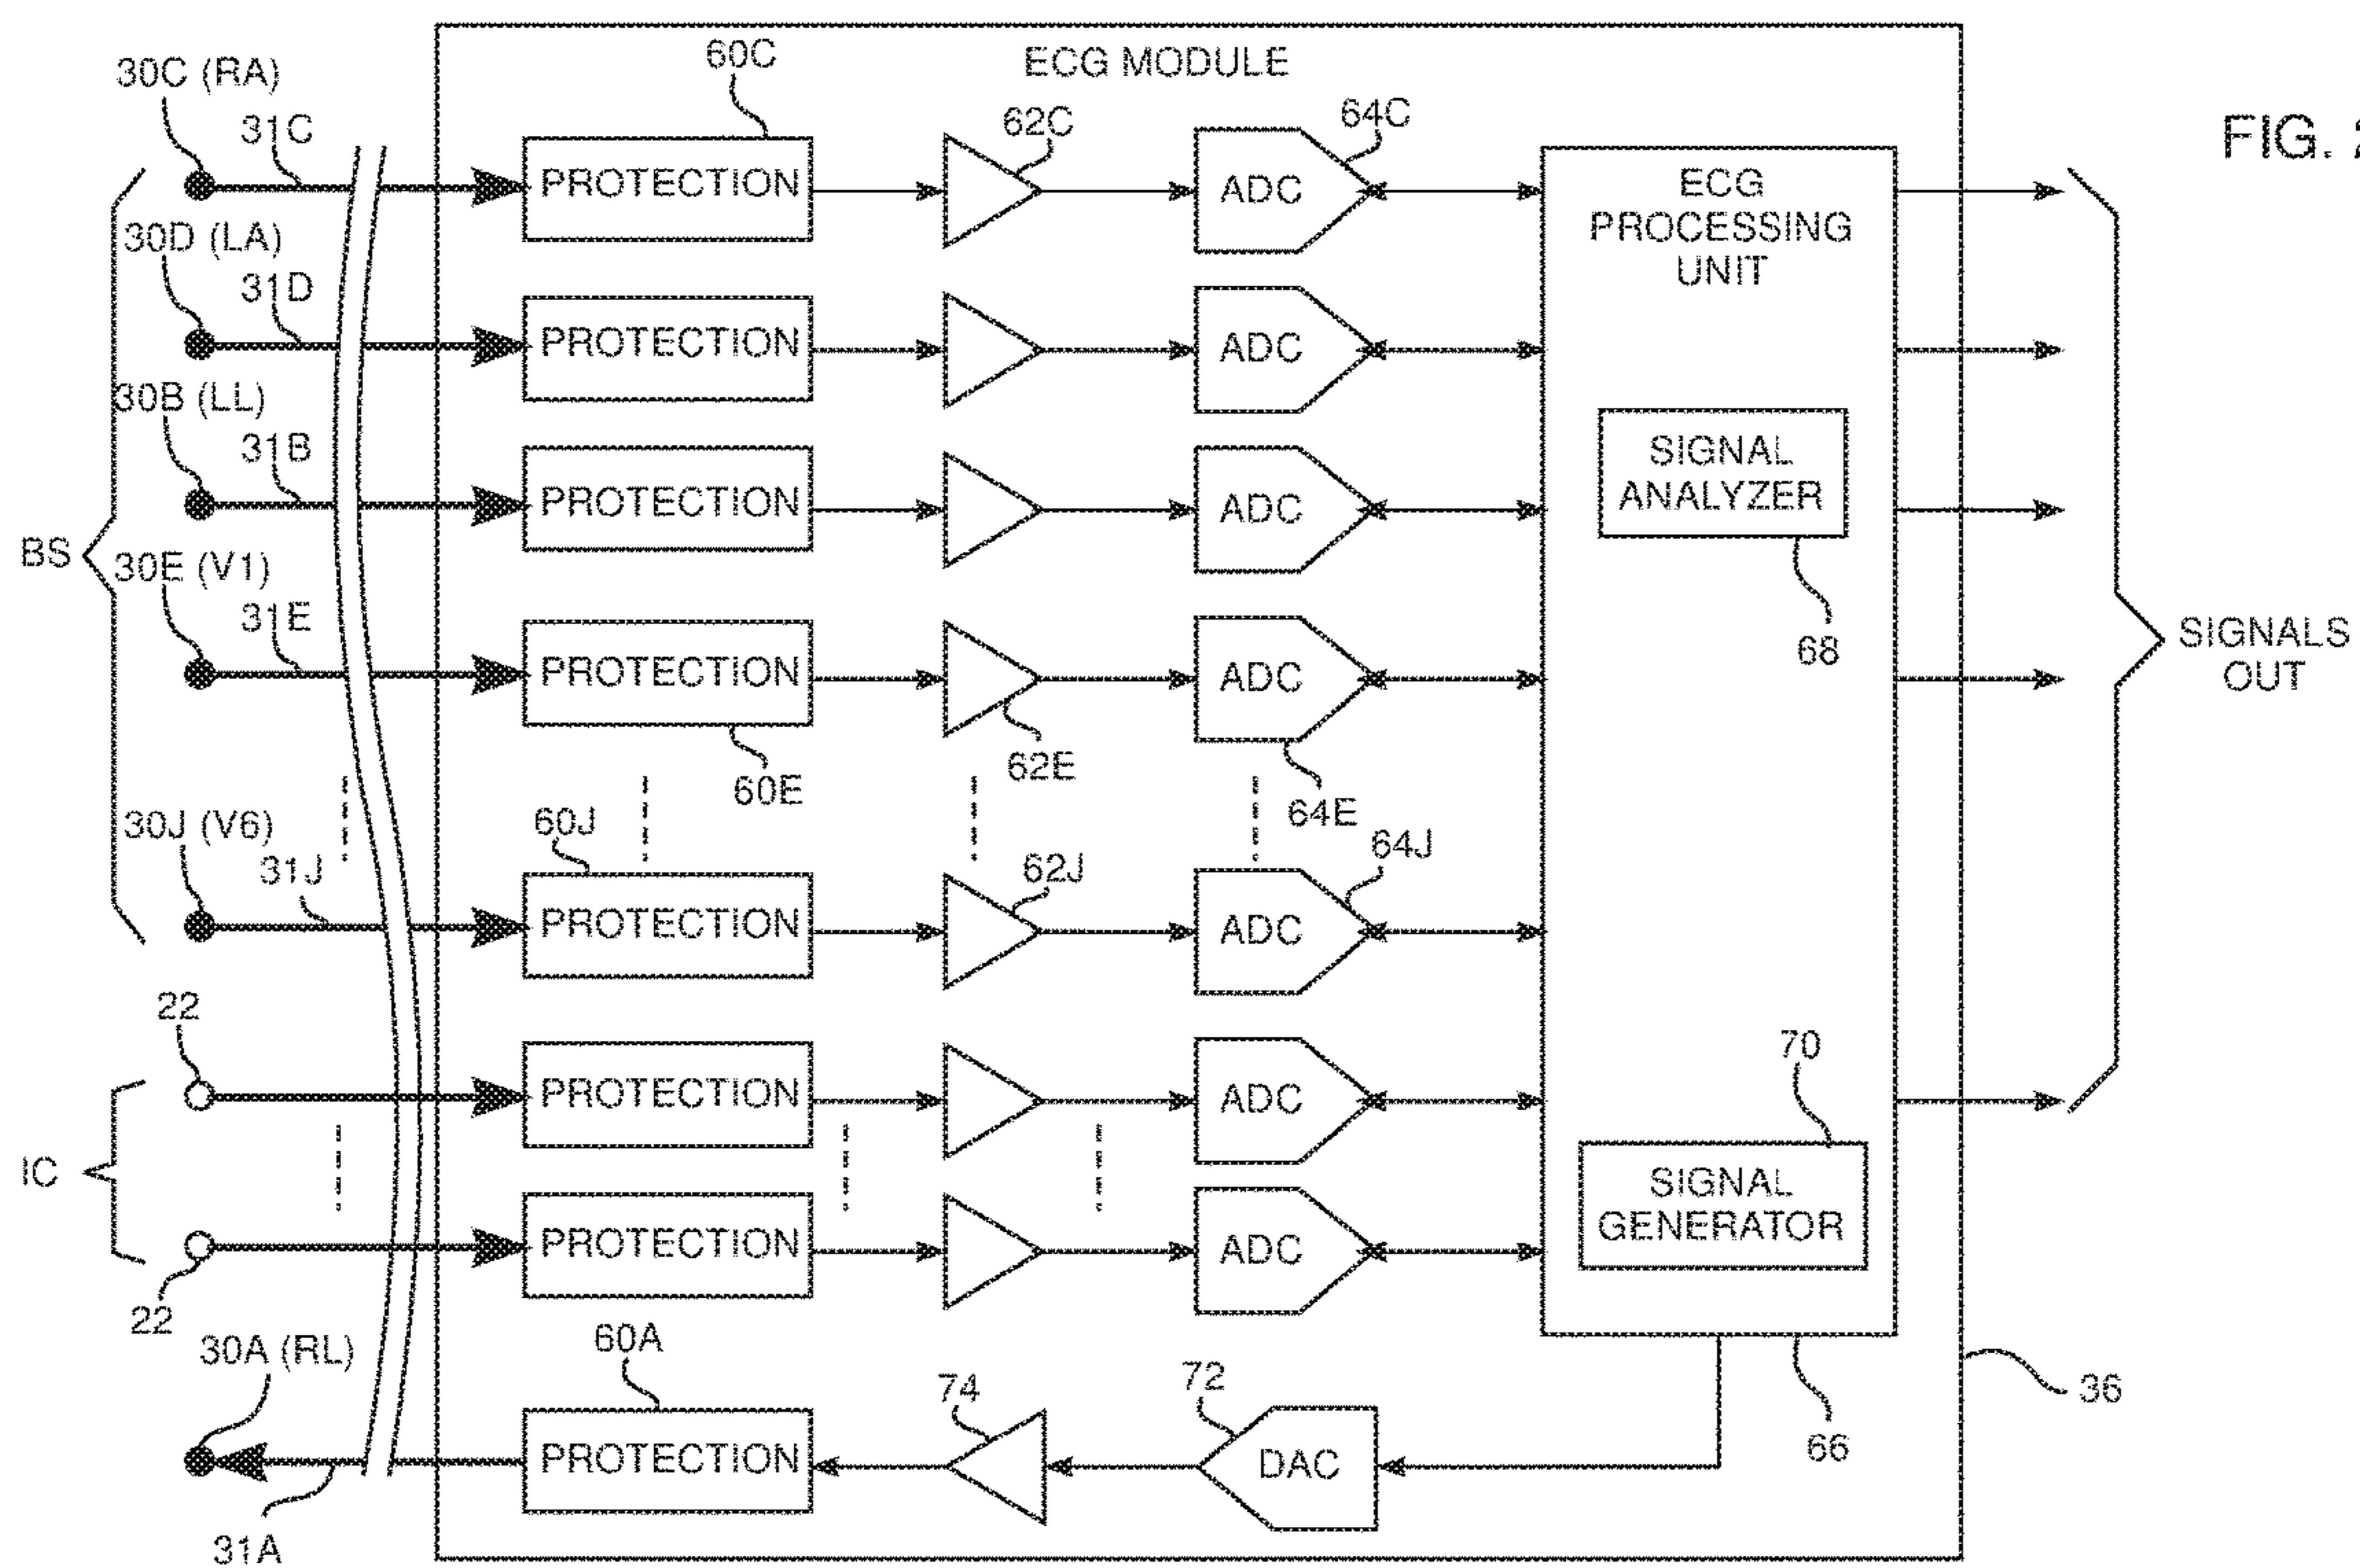 60C
ECG MODULE
30C (RA)
31C
62C
64C
FIG. 2
PROTECTION
ADC
ECG
PROCESSING
UNIT
30D (LA)
31D
PROTECTION
ADC
30B (LL)
31B
PROTECTION
ADC
SIGNAL
ANALYZER
BS
30E (V1)
31E
PROTECTION
ADC
68
SIGNALS
OUT
60E
62E
64E
30J (V6)
31J
60J
62J
64J
PROTECTION
ADC
22
PROTECTION
ADC
70
IC
SIGNAL
GENERATOR
PROTECTION
ADC
22
30A (RL)
60A
74
72
36
66
PROTECTION
DAC
31A